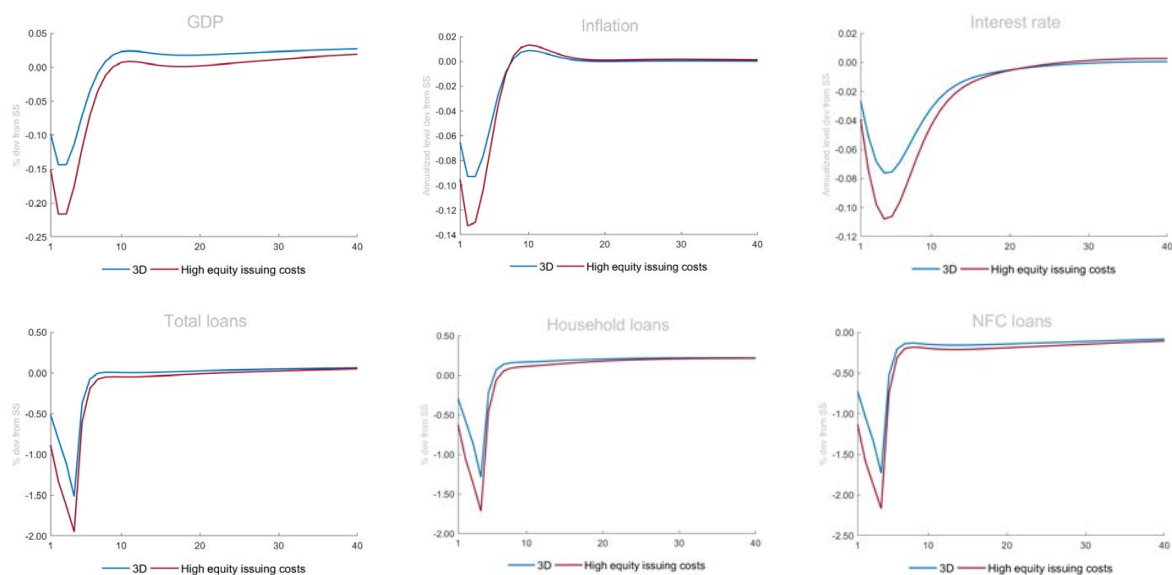 GDP
% dev from SS
0.05
0.00
-0.05
-0.10
-0.15
-0.20
-0.25
1 10 20 30 40
3D High equity issuing costs
Inflation
Annualized level dev from SS
0.04
0.02
0.00
-0.02
-0.04
-0.06
-0.08
-0.10
-0.12
-0.14
1 10 20 30 40
3D High equity issuing costs
Interest rate
Annualized level dev from SS
0.02
0.00
-0.02
-0.04
-0.06
-0.08
-0.10
0.12
1 10 20 30 40
3D High equity issuing costs
Total loans
% dev from SS
0.50
0.00
-0.50
-1.00
-1.50
-2.00
1 10 20 30 40
3D High equity issuing costs
Household loans
% dev from SS
0.50
0.00
-0.50
-1.00
-1.50
-2.00
1 10 20 30 40
3D High equity issuing costs
NFC loans
% dev from SS
0.00
-0.50
-1.00
-1.50
-2.00
-2.50
1 10 20 30 40
3D High equity issuing costs